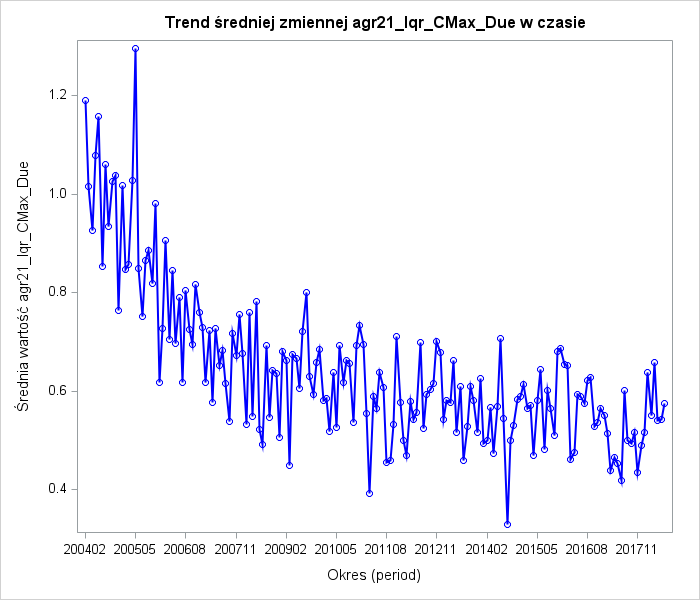 Trend średniej zmiennej agr21_Iqr_CMax_Due w czasie
Średnia wartość agr21_Iqr_CMax_Due
1.2
1.0
0.8
0.6
0.4
200402 200505 200608 200711 200902 201005 201108 201211 201402 201505 201608 201711
Okres (period)